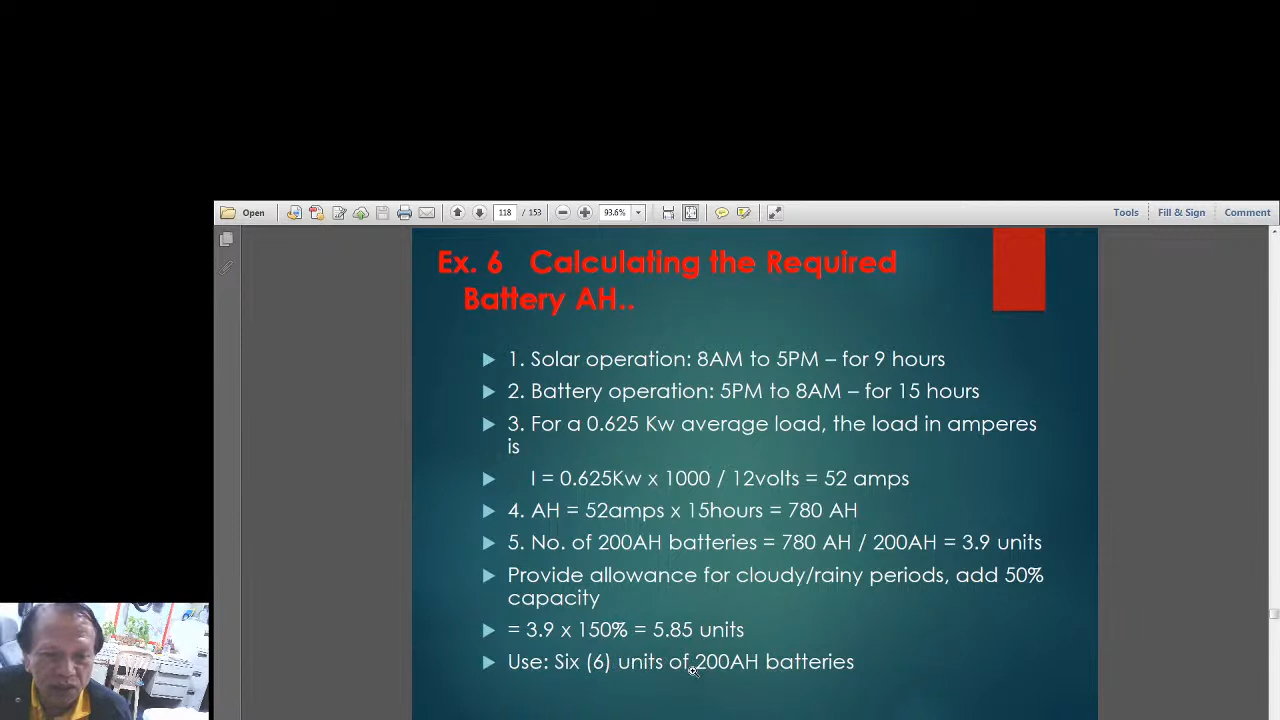 Open
118 / 153
93.6%
Tools
Fill & Sign
Comment
Ex. 6 Calculating the Required
Battery AH..
1. Solar operation: 8AM to 5PM – for 9 hours
2. Battery operation: 5PM to 8AM – for 15 hours
3. For a 0.625 Kw average load, the load in amperes
is
I = 0.625Kw x 1000 / 12volts = 52 amps
4. AH = 52amps x 15hours = 780 AH
5. No. of 200AH batteries = 780 AH / 200AH = 3.9 units
Provide allowance for cloudy/rainy periods, add 50%
capacity
= 3.9 x 150% = 5.85 units
Use: Six (6) units of 200AH batteries